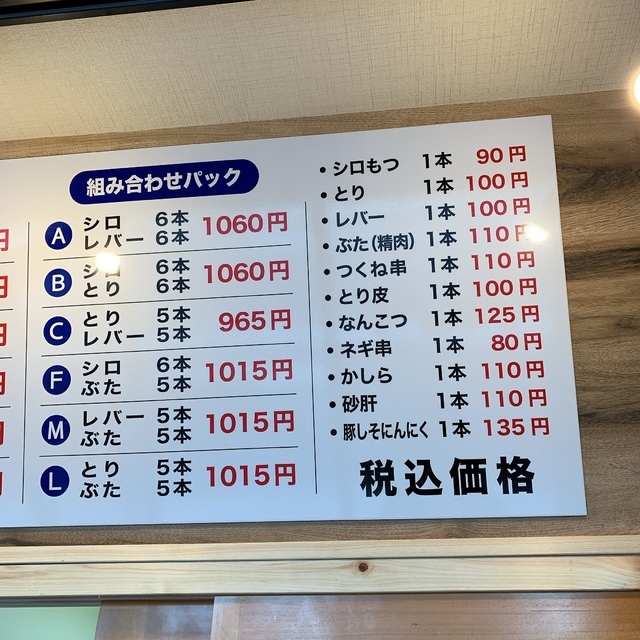 組み合わせパック
A シロ 6本 レバー 6本 1060円
B シロ 6本 とり 6本 1060円
C とり 5本 レバー 5本 965円
F シロ 6本 ぶた 5本 1015円
M レバー 5本 ぶた 5本 1015円
L とり 5本 ぶた 5本 1015円
・シロもつ 1本 90円
・とり 1本 100円
・レバー 1本 100円
・ぶた(精肉) 1本 110円
・つくね串 1本 110円
・とり皮 1本 100円
・なんこつ 1本 125円
・ネギ串 1本 80円
・かしら 1本 110円
・砂肝 1本 110円
・豚しそにんにく 1本 135円
税込価格